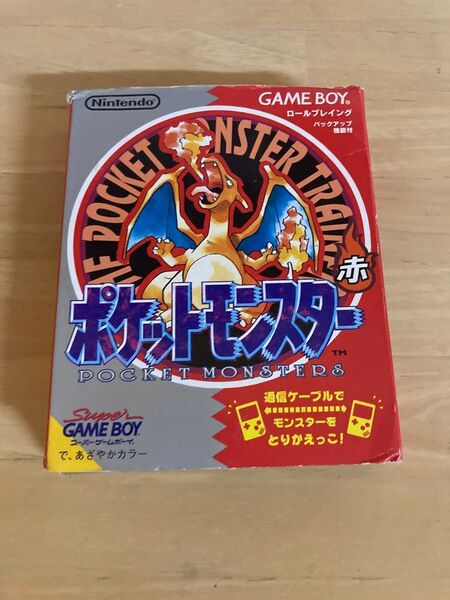 Nintendo
GAME BOY®
ロールプレイング
バックアップ
機能付
THE POCKET MONSTER TRAINER
赤
ポケットモンスター
TM
POCKET MONSTERS
通信ケーブルで
モンスターを
とりかえっこ!
Super
GAME BOY
スーパーゲームボーイ
で、あざやかカラー